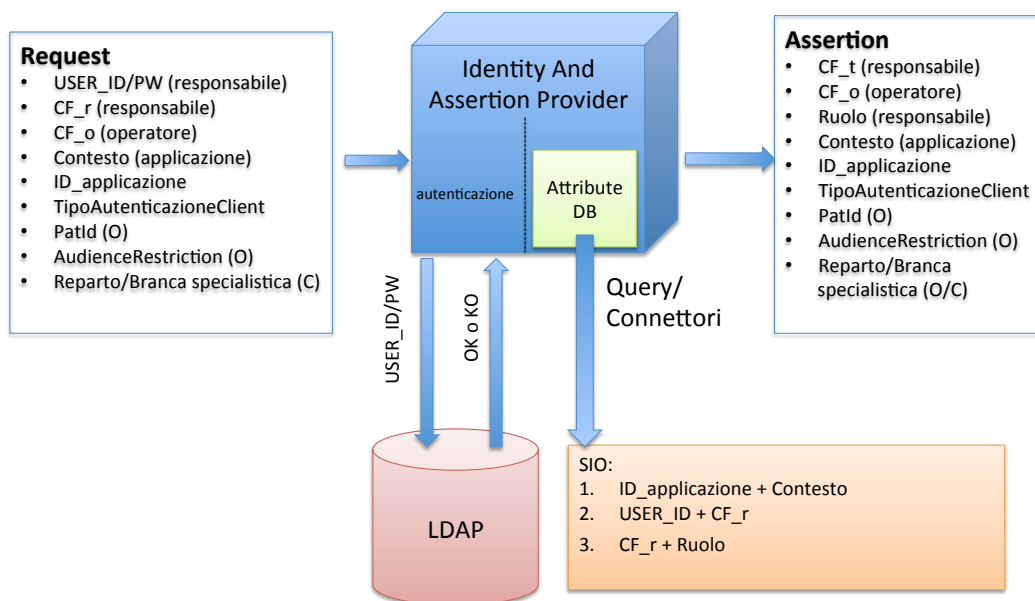 Request
• USER_ID/PW (responsabile)
• CF_r (responsabile)
• CF_o (operatore)
• Contesto (applicazione)
• ID_applicazione
• TipoAutenticazioneClient
• PatId (O)
• AudienceRestriction (O)
• Reparto/Branca specialistica (C)
Identity And
Assertion Provider
autenticazione
Attribute
DB
Assertion
• CF_t (responsabile)
• CF_o (operatore)
• Ruolo (responsabile)
• Contesto (applicazione)
• ID_applicazione
• TipoAutenticazioneClient
• PatId (O)
• AudienceRestriction (O)
• Reparto/Branca
specialistica (O/C)
USER_ID/PW
OK o KO
Query/
Connettori
LDAP
SIO:
1. ID_applicazione + Contesto
2. USER_ID + CF_r
3. CF_r + Ruolo